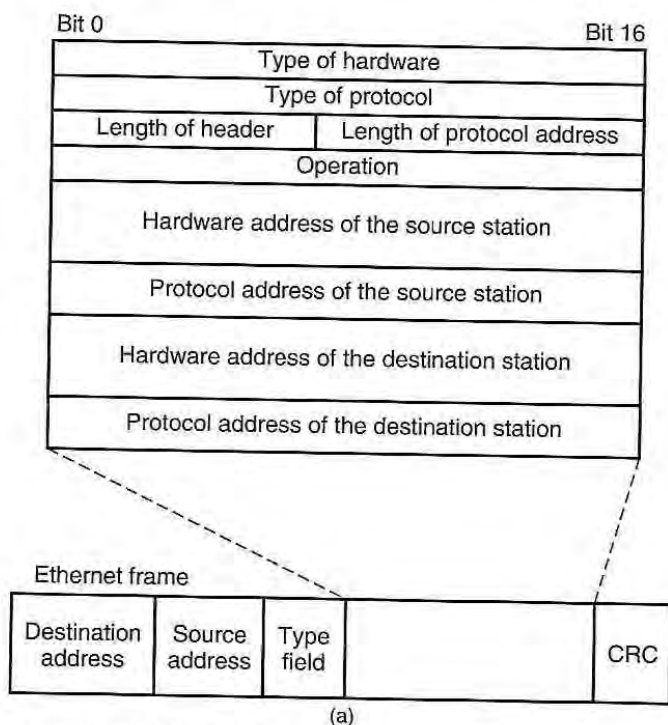 Bit 0 Bit 16
Type of hardware
Type of protocol
Length of header Length of protocol address
Operation
Hardware address of the source station
Protocol address of the source station
Hardware address of the destination station
Protocol address of the destination station
Ethernet frame
Destination address Source address Type field CRC
(a)